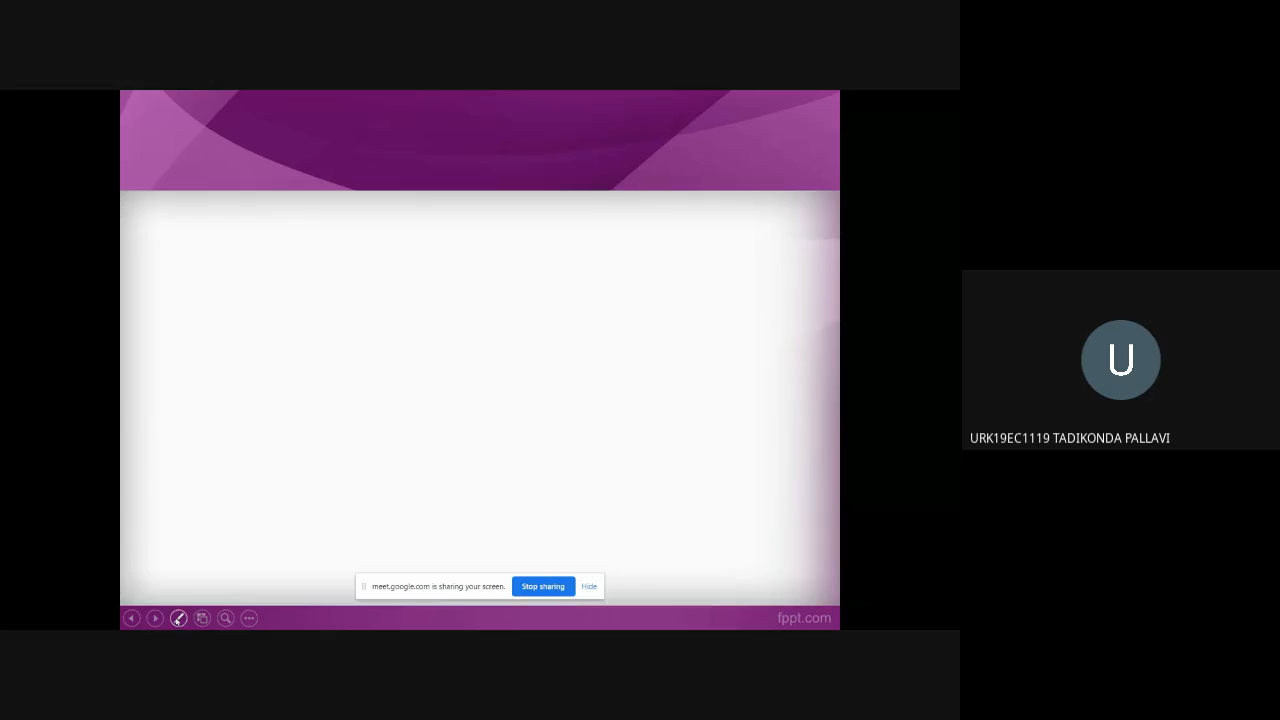 U
URK19EC1119 TADIKONDA PALLAVI
meet.google.com is sharing your screen. Stop sharing Hide
fppt.com